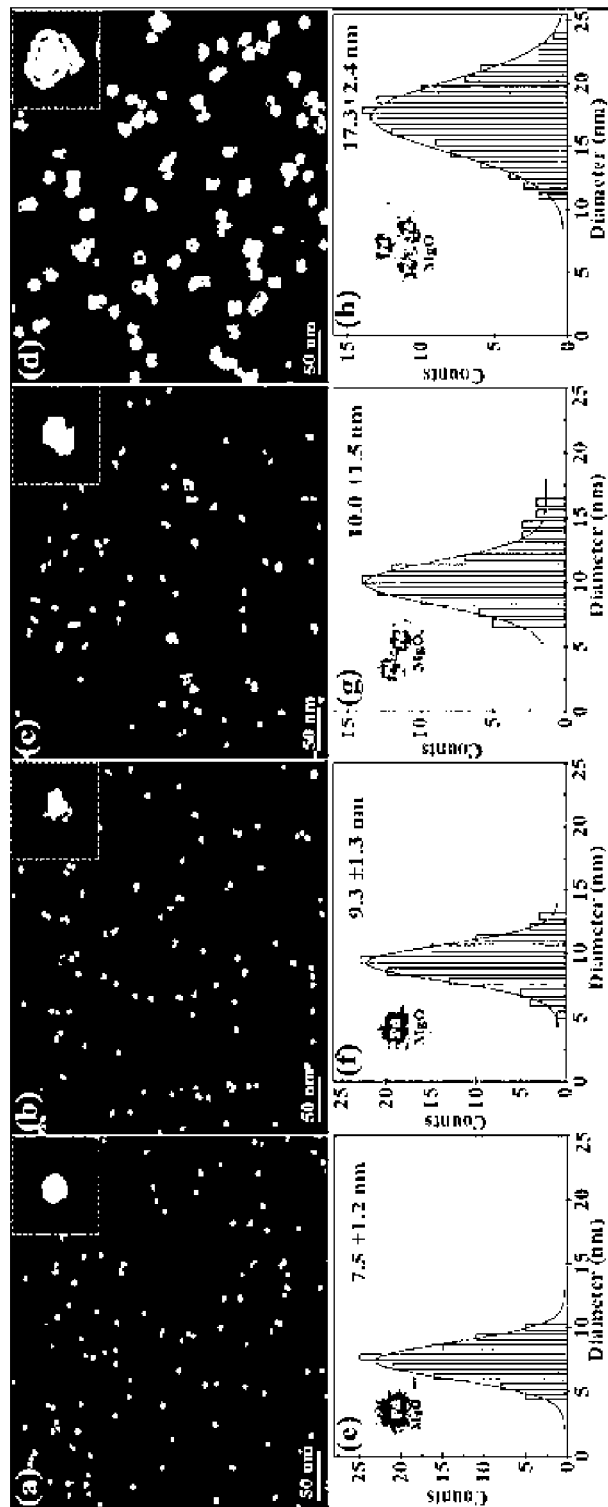 (a)
50 nm
(b)
50 nm
(c)
50 nm
(d)
50 nm
(e)
7.5 ±1.2 nm
MgO
Counts
25
20
15
10
5
0
0 5 10 15 20 25
Diameter (nm)
(f)
9.3 ±1.3 nm
MgO
Counts
25
20
15
10
5
0
0 5 10 15 20 25
Diameter (nm)
(g)
10.0 ±1.5 nm
MgO
Counts
15
10
5
0
0 5 10 15 20 25
Diameter (nm)
(h)
17.3±2.4 nm
MgO
Counts
15
10
5
0
0 5 10 15 20 25
Diameter (nm)